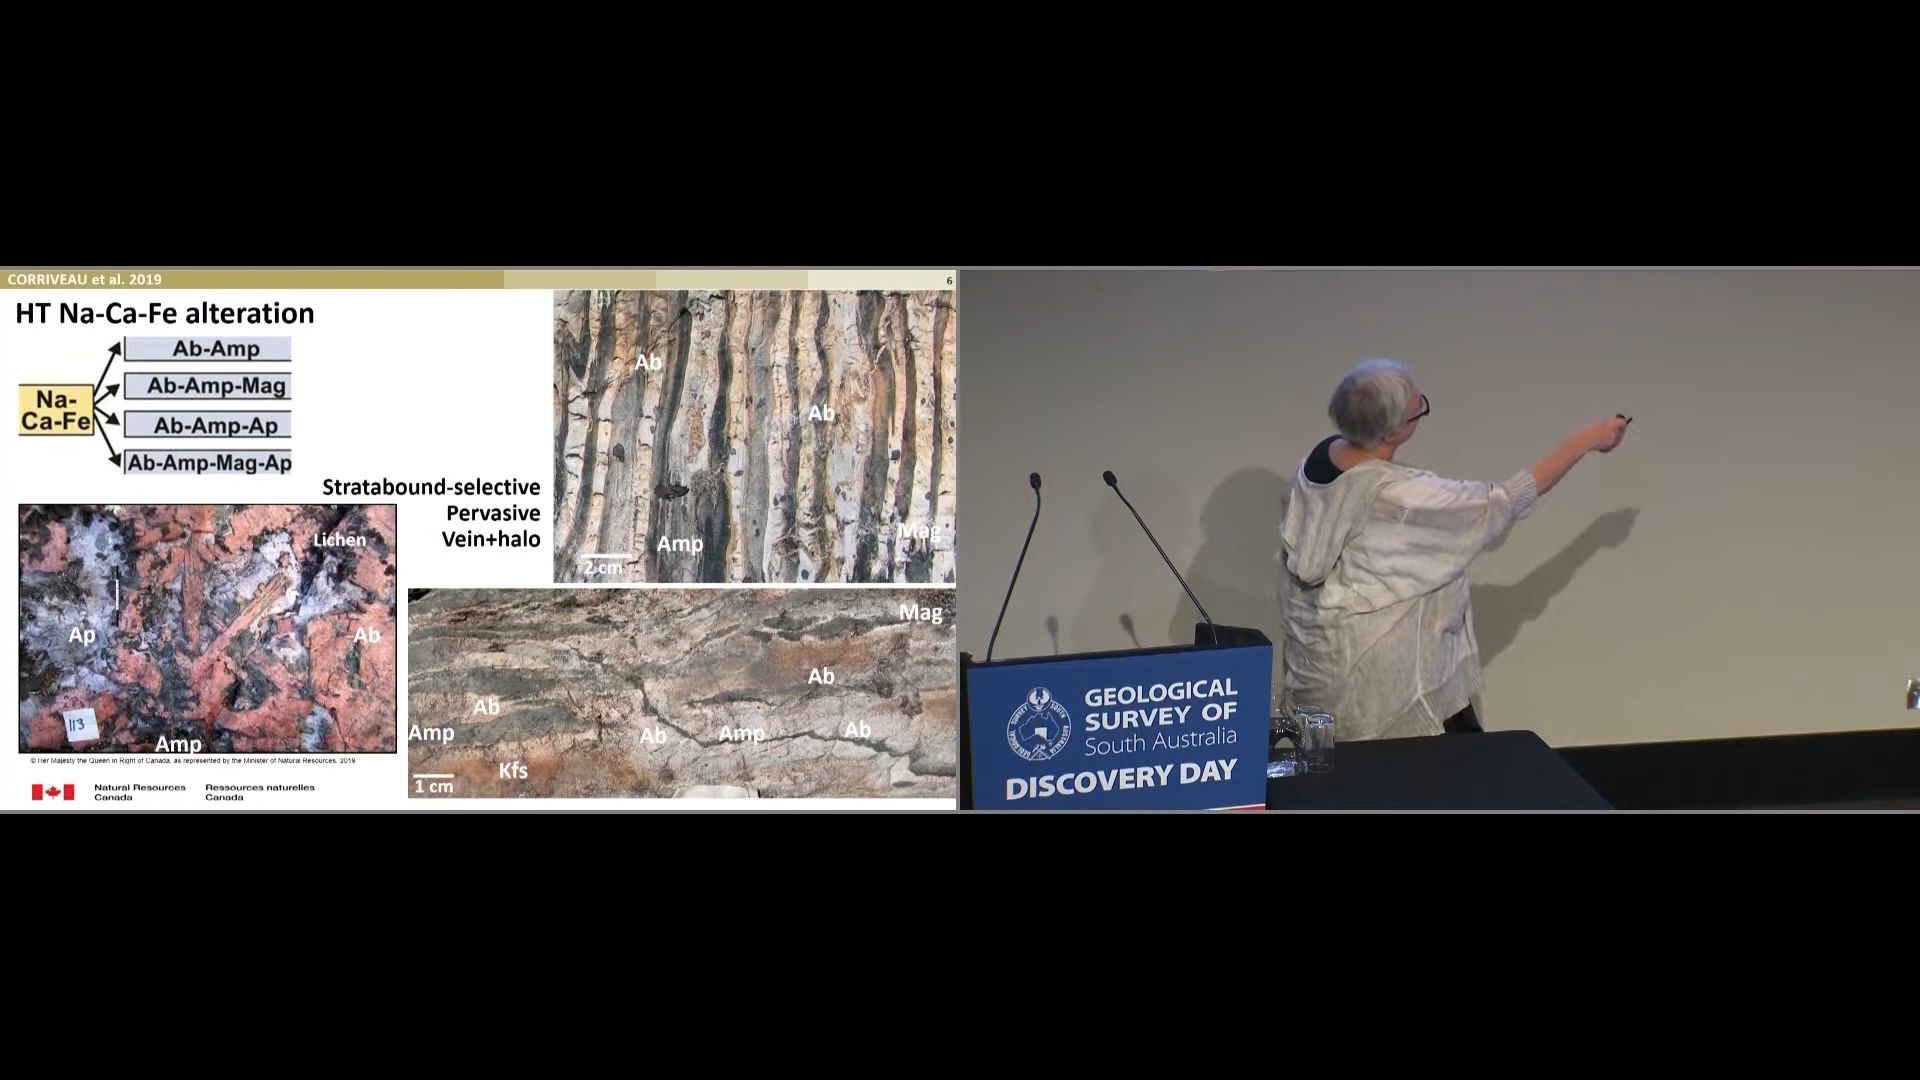 CORRIVEAU et al. 2019
6
HT Na-Ca-Fe alteration
Na-
Ca-Fe
Ab-Amp
Ab-Amp-Mag
Ab-Amp-Ap
Ab-Amp-Mag-Ap
Stratabound-selective
Pervasive
Vein+halo
Ab
Ab
Amp
Mag
2 cm
Lichen
Ap
Ab
113
Amp
Mag
Ab
Ab
Amp
Ab
Amp
Ab
Kfs
1 cm
© Her Majesty the Queen in Right of Canada, as represented by the Minister of Natural Resources, 2019
Natural Resources
Canada
Ressources naturelles
Canada
GEOLOGICAL
SURVEY OF
South Australia
DISCOVERY DAY